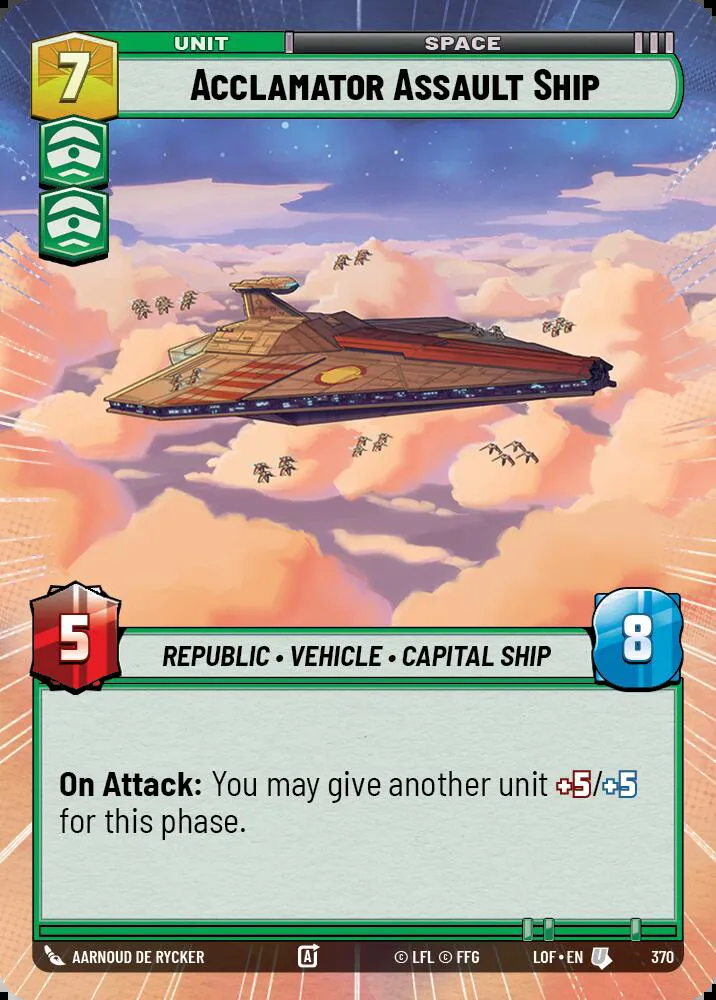 UNIT SPACE
7 ACCLAMATOR ASSAULT SHIP
5 REPUBLIC • VEHICLE • CAPITAL SHIP 8
On Attack: You may give another unit +5/+5
for this phase.
AARNOUD DE RYCKER A © LFL © FFG LOF • EN U 370